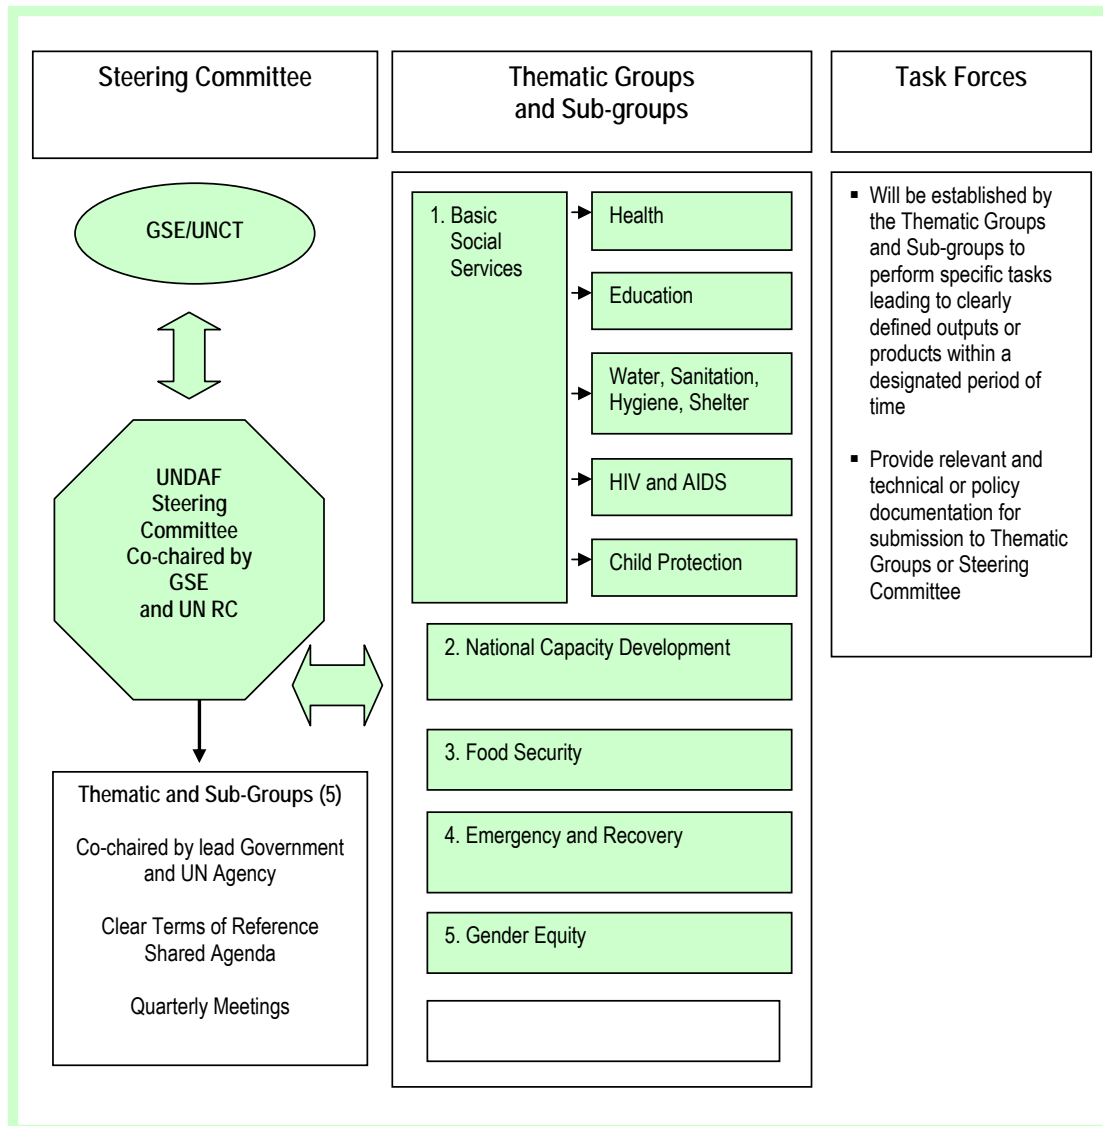 Steering Committee
Thematic Groups
and Sub-groups
Task Forces
GSE/UNCT
UNDAF
Steering
Committee
Co-chaired by
GSE
and UN RC
Thematic and Sub-Groups (5)
Co-chaired by lead Government
and UN Agency
Clear Terms of Reference
Shared Agenda
Quarterly Meetings
1. Basic
Social
Services
Health
Education
Water, Sanitation,
Hygiene, Shelter
HIV and AIDS
Child Protection
2. National Capacity Development
3. Food Security
4. Emergency and Recovery
5. Gender Equity
▪ Will be established by
the Thematic Groups
and Sub-groups to
perform specific tasks
leading to clearly
defined outputs or
products within a
designated period of
time
▪ Provide relevant and
technical or policy
documentation for
submission to Thematic
Groups or Steering
Committee